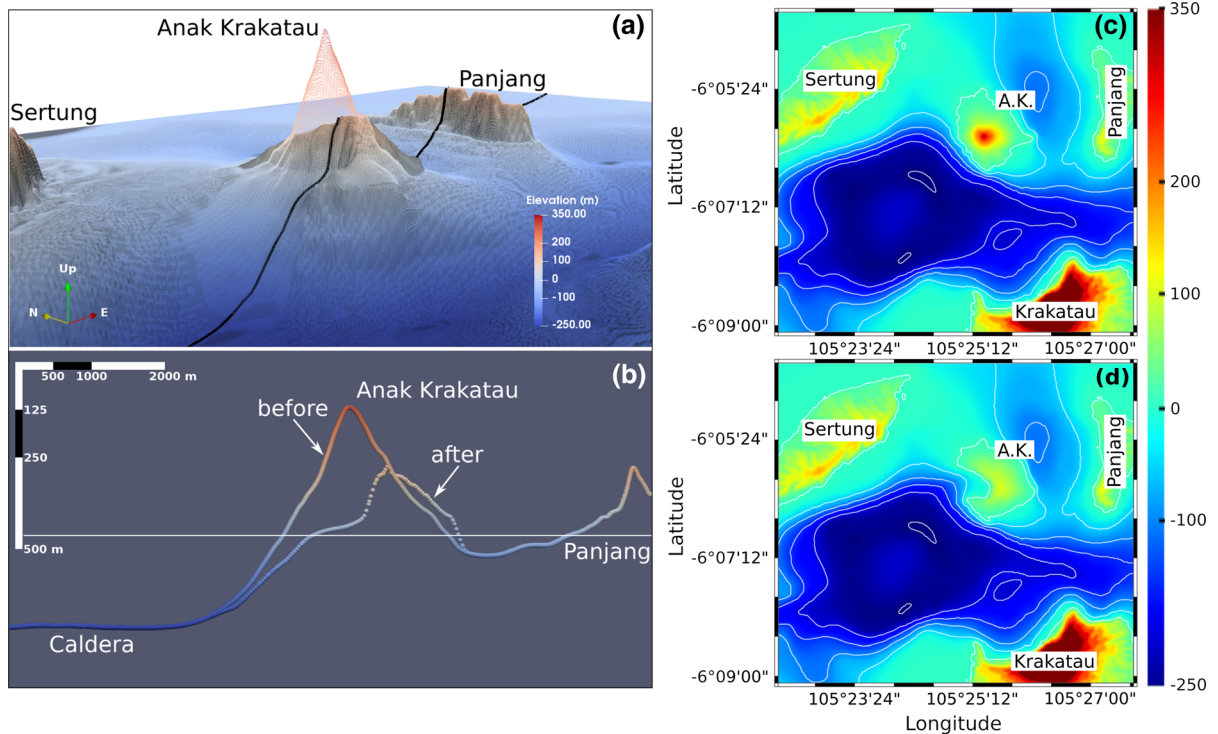 Anak Krakatau
(a)
Panjang
Sertung
Elevation (m)
350.00
200
100
0
-100
-250.00
Up
N
E
500 1000 2000 m
(b)
125
250
500 m
Anak Krakatau
before
after
Panjang
Caldera
(c)
Sertung
A.K.
Panjang
Krakatau
Latitude
-6°05'24"
-6°07'12"
-6°09'00"
105°23'24" 105°25'12" 105°27'00"
(d)
Sertung
A.K.
Panjang
Krakatau
Latitude
-6°05'24"
-6°07'12"
-6°09'00"
105°23'24" 105°25'12" 105°27'00"
Longitude
350
200
100
0
-100
-250